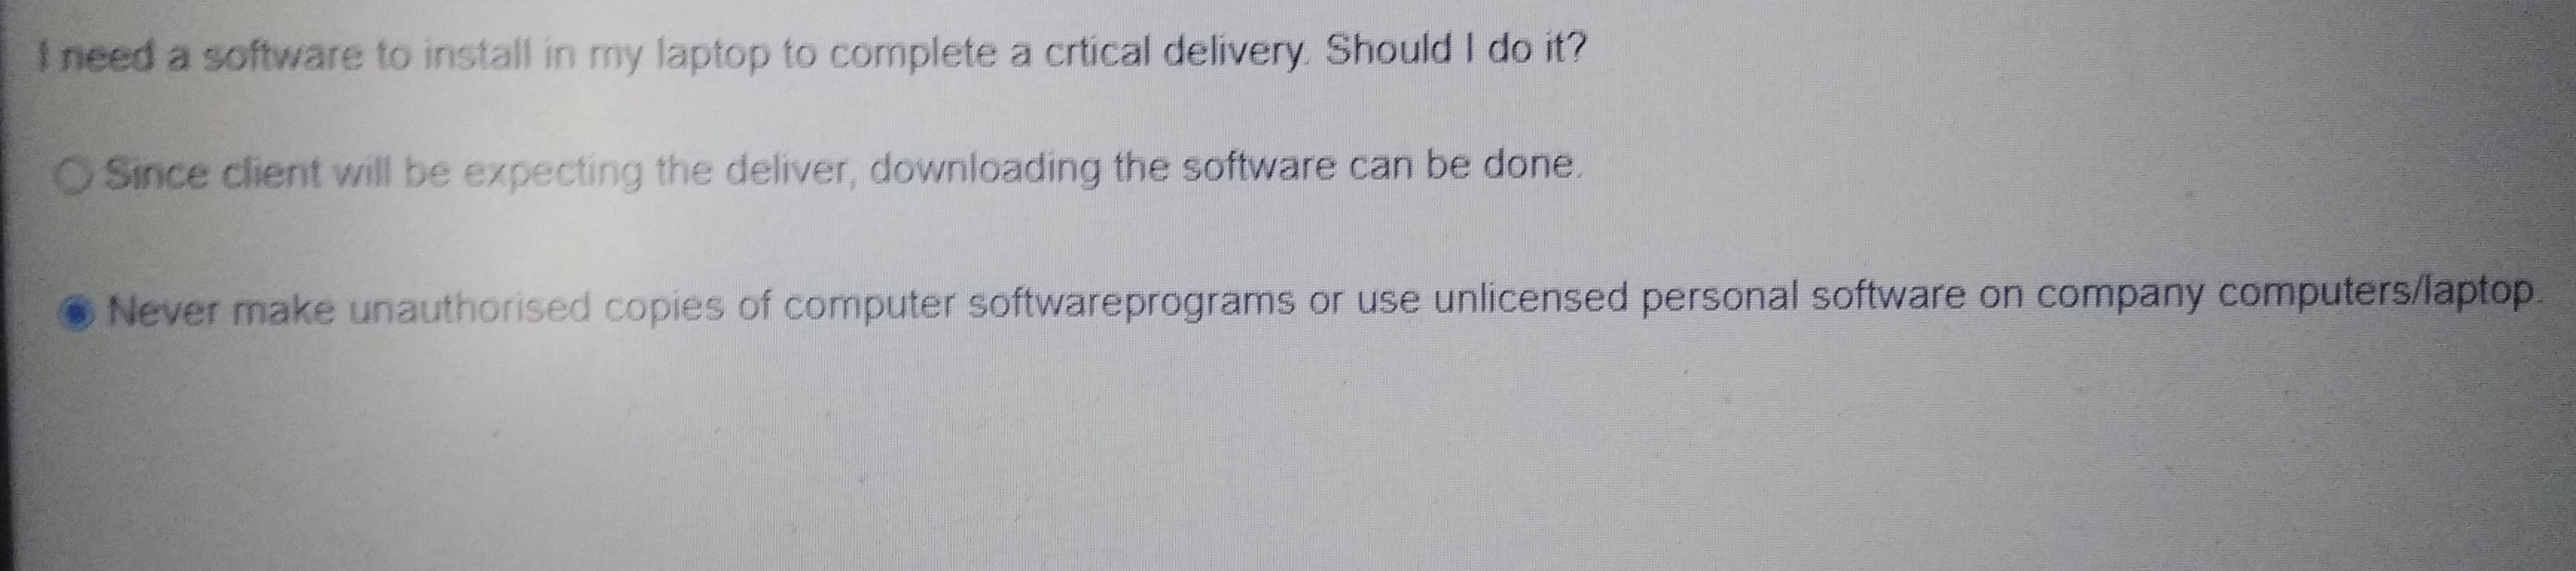 I need a software to install in my laptop to complete a crtical delivery. Should I do it?
Since client will be expecting the deliver, downloading the software can be done.
Never make unauthorised copies of computer softwareprograms or use unlicensed personal software on company computers/laptop.